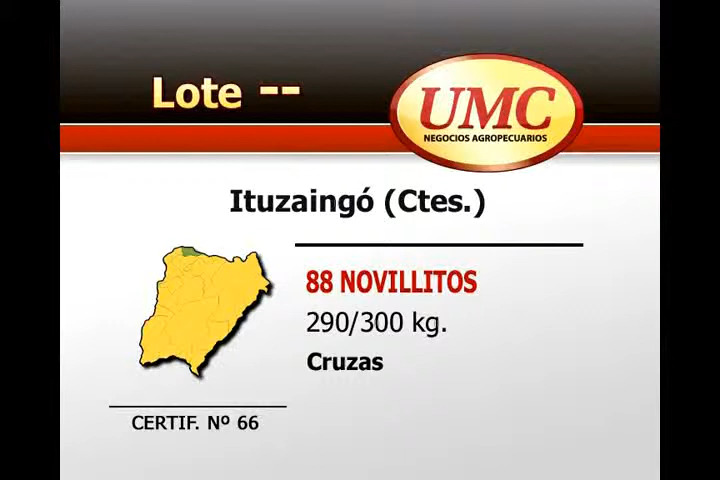 Lote --
UMC
NEGOCIOS AGROPECUARIOS
Ituzaingó (Ctes.)
88 NOVILLITOS
290/300 kg.
Cruzas
CERTIF. Nº 66